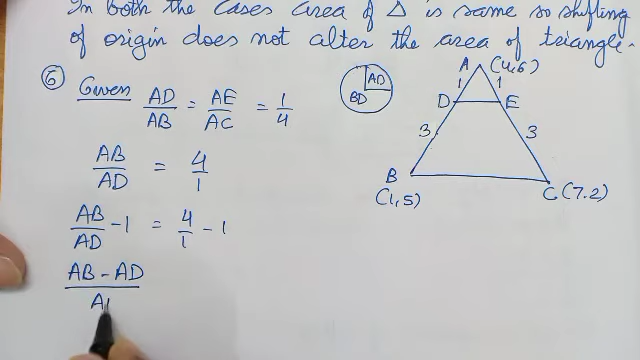 In both the cases area of Δ is same so shifting
of origin does not alter the area of triangle.
⑥ Given AD/AB = AE/AC = 1/4
AD
BD
A (4,6)
1 1
D E
3 3
B C (7.2)
(1,5)
AB/AD = 4/1
AB/AD - 1 = 4/1 - 1
AB - AD
A